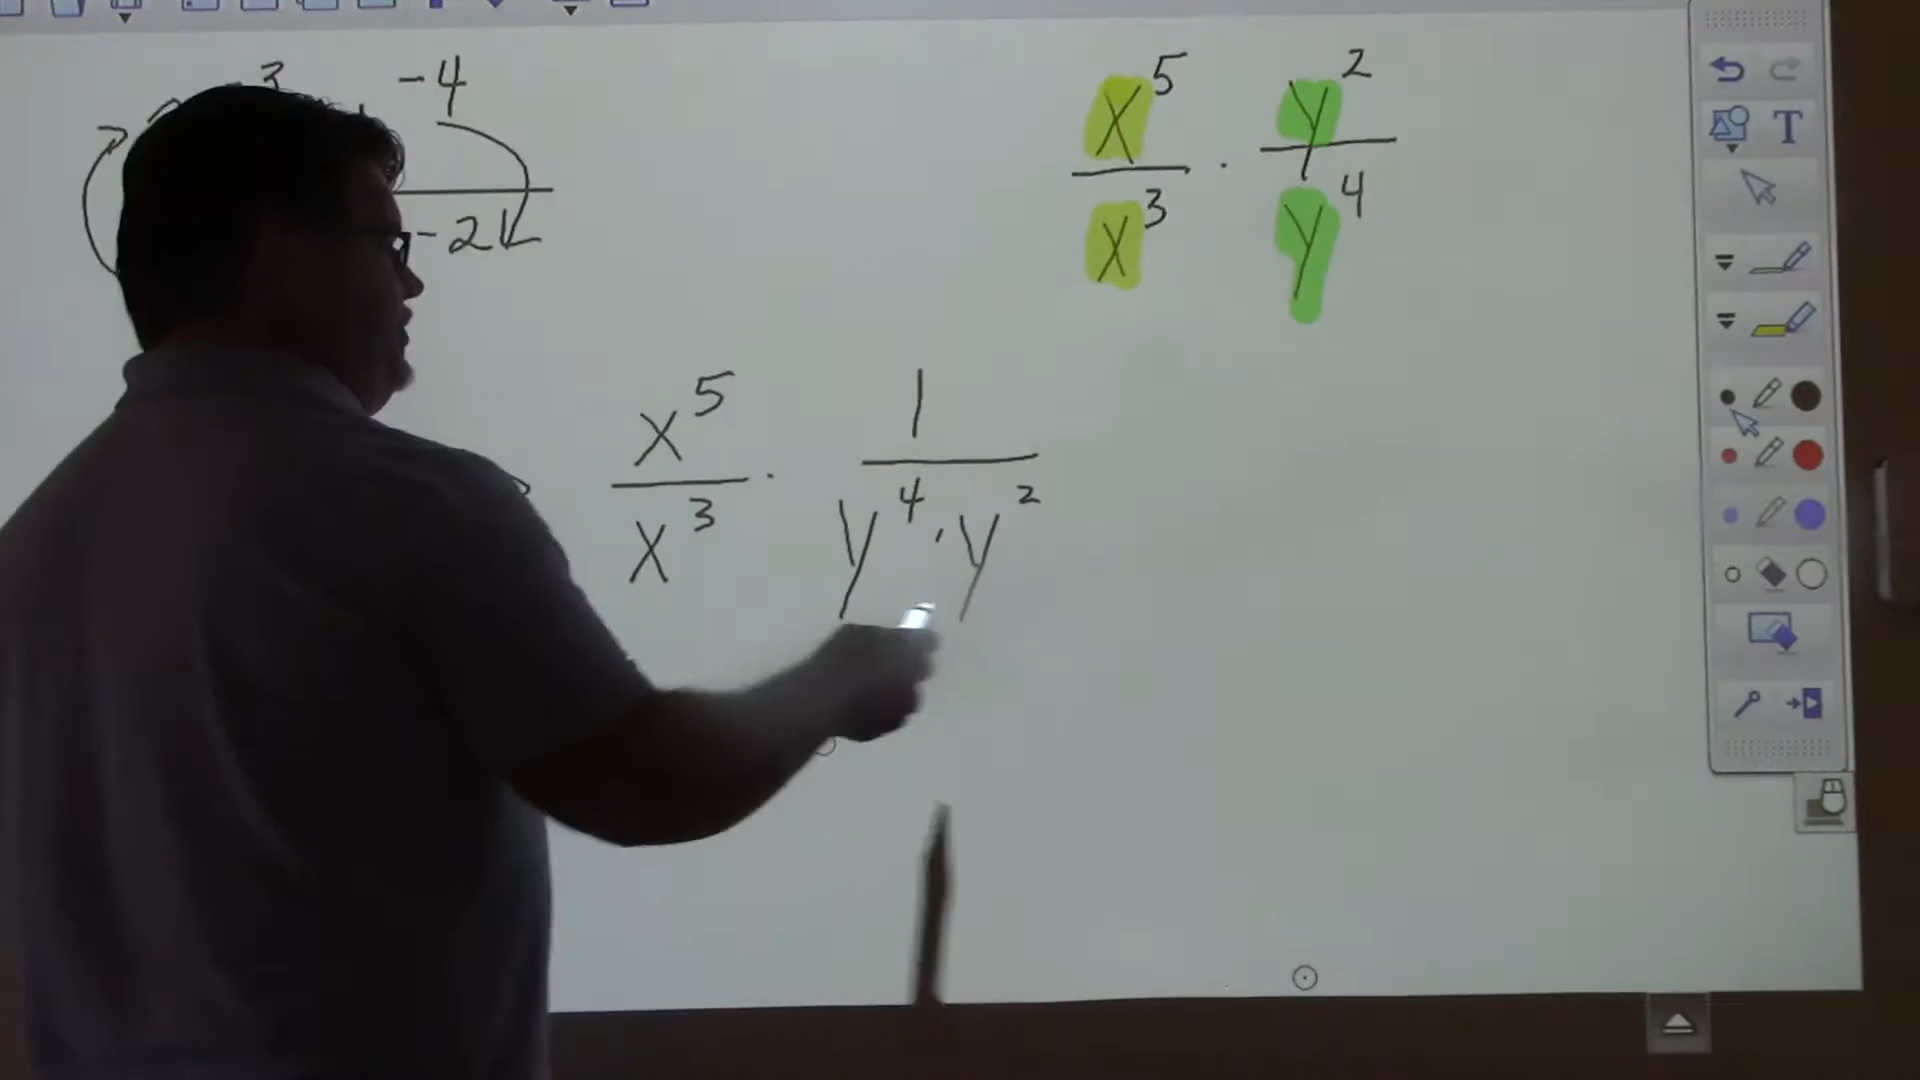 3 -4
-2
x^5/x^3 · y^2/y^4
x^5/x^3 · 1/(y^4 · y^2)
T